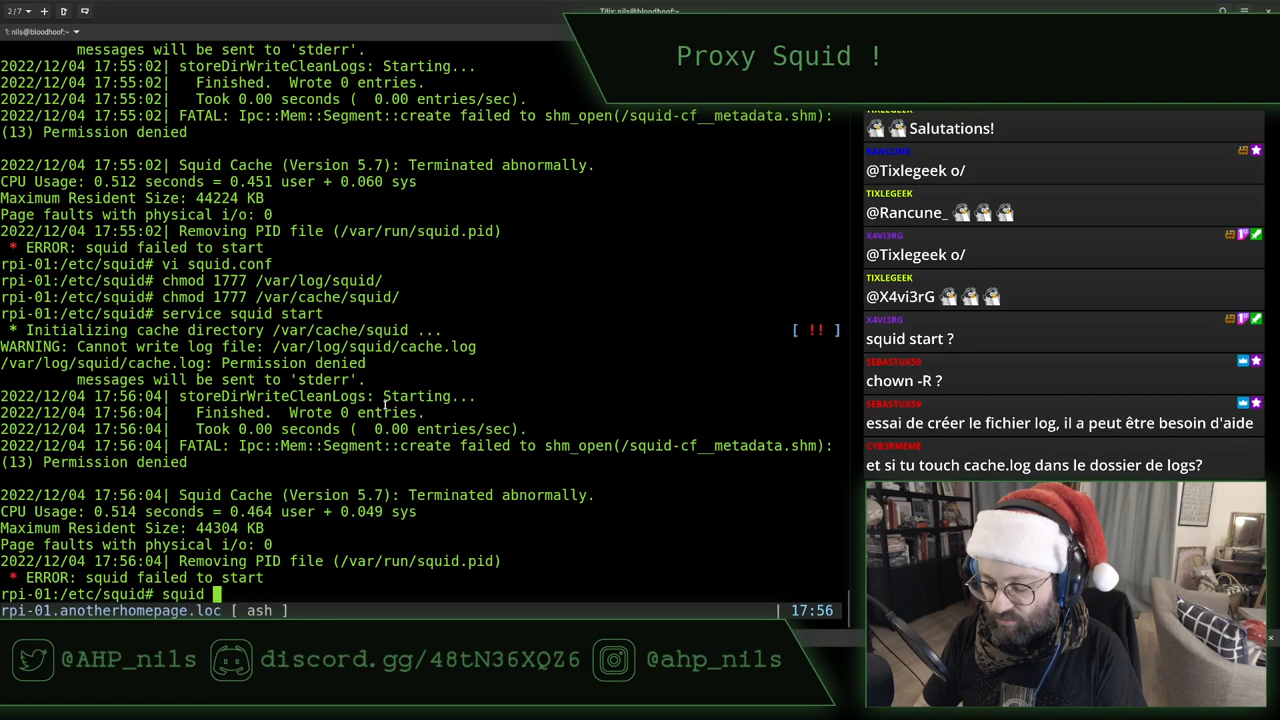 2/7
Tilix: nils@bloodhoof:~
1: nils@bloodhoof:~
messages will be sent to 'stderr'.
2022/12/04 17:55:02| storeDirWriteCleanLogs: Starting...
2022/12/04 17:55:02|   Finished.  Wrote 0 entries.
2022/12/04 17:55:02|   Took 0.00 seconds (  0.00 entries/sec).
2022/12/04 17:55:02| FATAL: Ipc::Mem::Segment::create failed to shm_open(/squid-cf__metadata.shm):
(13) Permission denied
2022/12/04 17:55:02| Squid Cache (Version 5.7): Terminated abnormally.
CPU Usage: 0.512 seconds = 0.451 user + 0.060 sys
Maximum Resident Size: 44224 KB
Page faults with physical i/o: 0
2022/12/04 17:55:02| Removing PID file (/var/run/squid.pid)
* ERROR: squid failed to start
rpi-01:/etc/squid# vi squid.conf
rpi-01:/etc/squid# chmod 1777 /var/log/squid/
rpi-01:/etc/squid# chmod 1777 /var/cache/squid/
rpi-01:/etc/squid# service squid start
* Initializing cache directory /var/cache/squid ... [ !! ]
WARNING: Cannot write log file: /var/log/squid/cache.log
/var/log/squid/cache.log: Permission denied
messages will be sent to 'stderr'.
2022/12/04 17:56:04| storeDirWriteCleanLogs: Starting...
2022/12/04 17:56:04|   Finished.  Wrote 0 entries.
2022/12/04 17:56:04|   Took 0.00 seconds (  0.00 entries/sec).
2022/12/04 17:56:04| FATAL: Ipc::Mem::Segment::create failed to shm_open(/squid-cf__metadata.shm):
(13) Permission denied
2022/12/04 17:56:04| Squid Cache (Version 5.7): Terminated abnormally.
CPU Usage: 0.514 seconds = 0.464 user + 0.049 sys
Maximum Resident Size: 44304 KB
Page faults with physical i/o: 0
2022/12/04 17:56:04| Removing PID file (/var/run/squid.pid)
* ERROR: squid failed to start
rpi-01:/etc/squid# squid
rpi-01.anotherhomepage.loc [ ash ] | 17:56
Proxy Squid !
TIXLEGEEK
Salutations!
RANCUNE_
@Tixlegeek o/
TIXLEGEEK
@Rancune_
X4VI3RG
@Tixlegeek o/
TIXLEGEEK
@X4vi3rG
X4VI3RG
squid start ?
SEBASTUX59
chown -R ?
SEBASTUX59
essai de créer le fichier log, il a peut être besoin d'aide
CYB3RMEME
et si tu touch cache.log dans le dossier de logs?
@AHP_nils
discord.gg/48tN36XQZ6
@ahp_nils